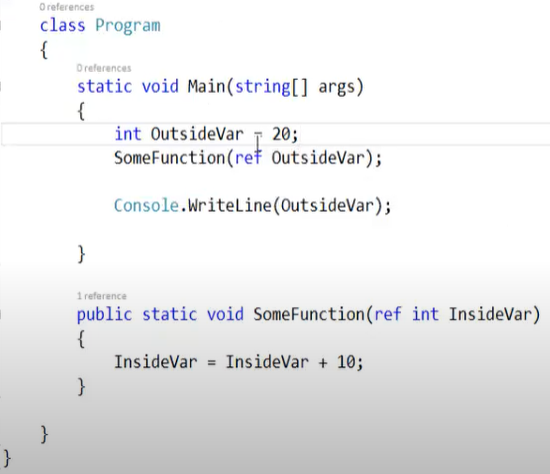 0 references
class Program
{
0 references
static void Main(string[] args)
{
int OutsideVar = 20;
SomeFunction(ref OutsideVar);
Console.WriteLine(OutsideVar);
}
1 reference
public static void SomeFunction(ref int InsideVar)
{
InsideVar = InsideVar + 10;
}
}
}